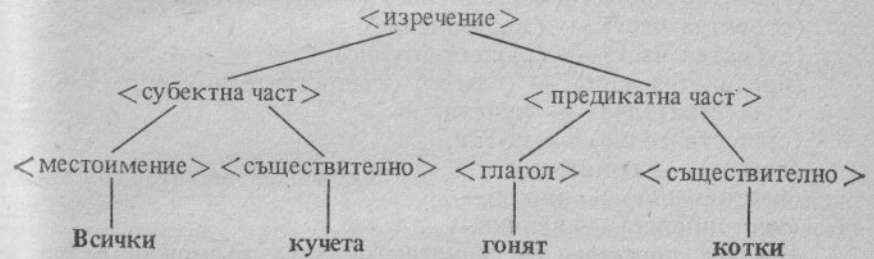 <изречение>
<субектна част> <предикатна част>
<местоимение> <съществително> <глагол> <съществително>
Всички кучета гонят котки